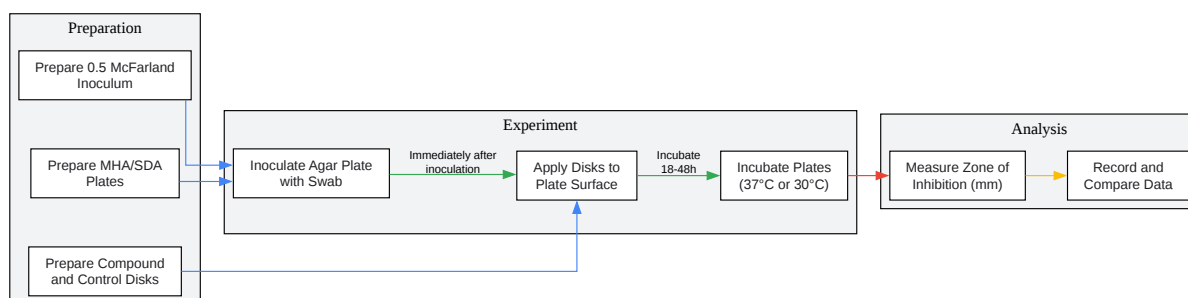 Preparation
Prepare 0.5 McFarland
Inoculum
Prepare MHA/SDA
Plates
Prepare Compound
and Control Disks
Experiment
Inoculate Agar Plate
with Swab
Immediately after
inoculation
Apply Disks to
Plate Surface
Incubate
18-48h
Incubate Plates
(37°C or 30°C)
Analysis
Measure Zone of
Inhibition (mm)
Record and
Compare Data